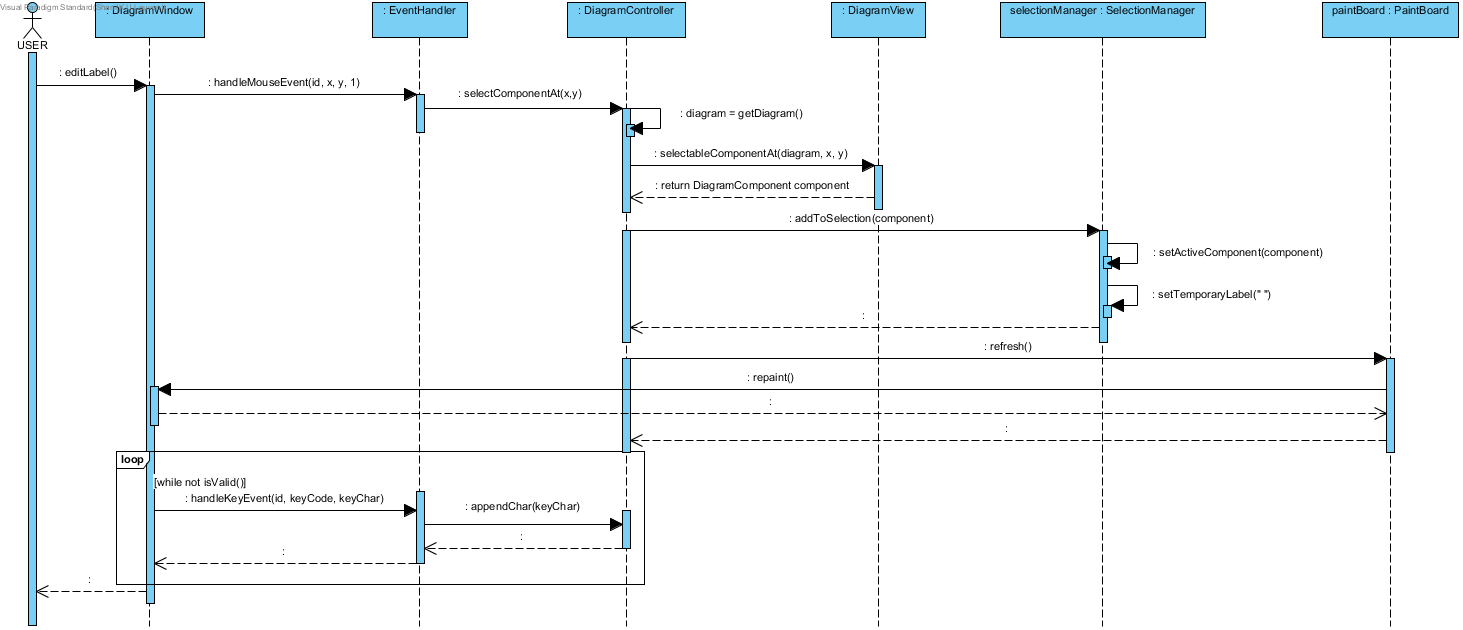 Visual Paradigm Standard
: DiagramWindow
: EventHandler
: DiagramController
: DiagramView
selectionManager : SelectionManager
paintBoard : PaintBoard
USER
: editLabel()
: handleMouseEvent(id, x, y, 1)
: selectComponentAt(x,y)
: diagram = getDiagram()
: selectableComponentAt(diagram, x, y)
: return DiagramComponent component
: addToSelection(component)
: setActiveComponent(component)
: setTemporaryLabel(" ")
:
: refresh()
: repaint()
:
:
loop
[while not isValid()]
: handleKeyEvent(id, keyCode, keyChar)
: appendChar(keyChar)
:
:
: